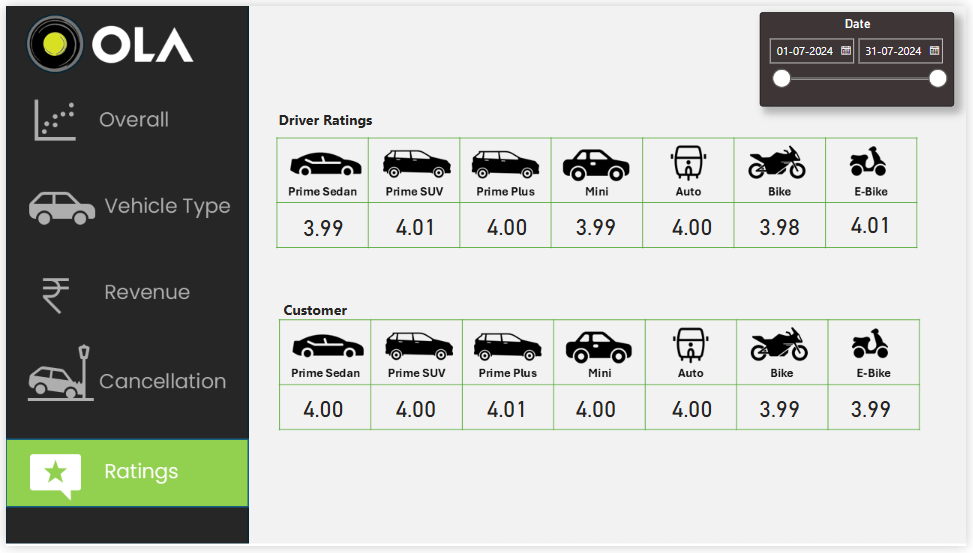 OLA
Overall
Vehicle Type
Revenue
Cancellation
Ratings
Date
01-07-2024 31-07-2024
Driver Ratings
Prime Sedan Prime SUV Prime Plus Mini Auto Bike E-Bike
3.99 4.01 4.00 3.99 4.00 3.98 4.01
Customer
Prime Sedan Prime SUV Prime Plus Mini Auto Bike E-Bike
4.00 4.00 4.01 4.00 4.00 3.99 3.99